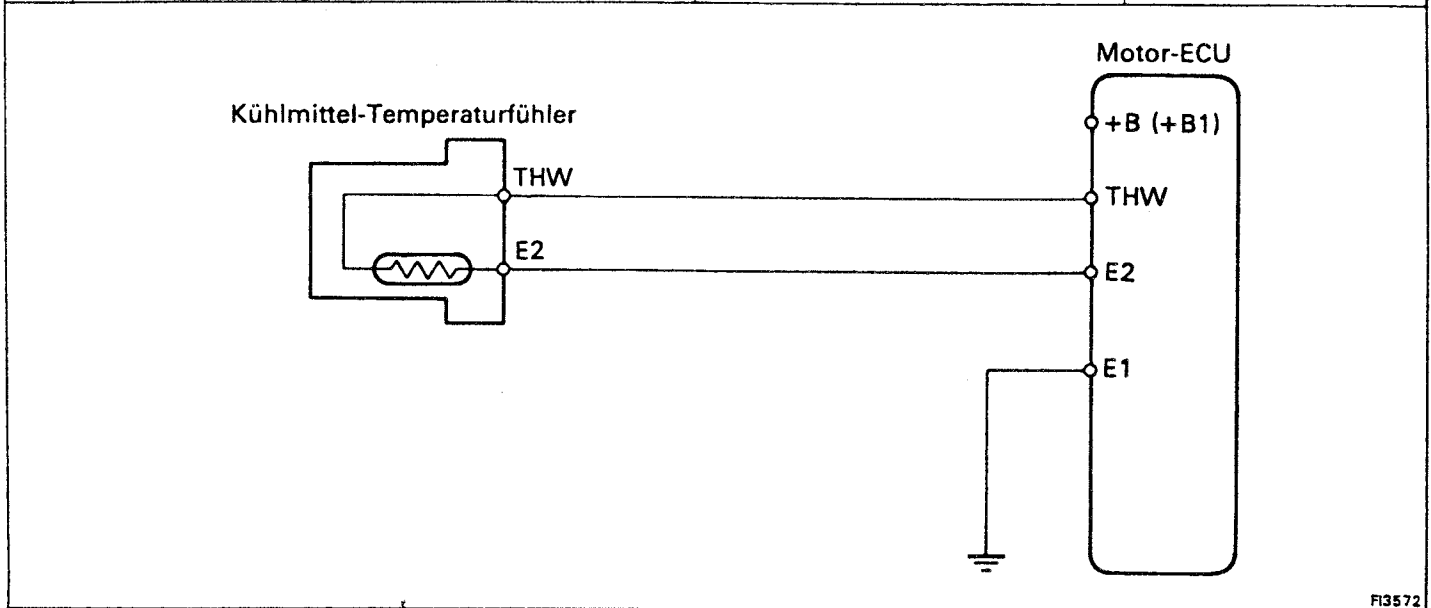 Motor-ECU
Kühlmittel-Temperaturfühler
+B (+B1)
THW
THW
E2
E2
E1
FI3572